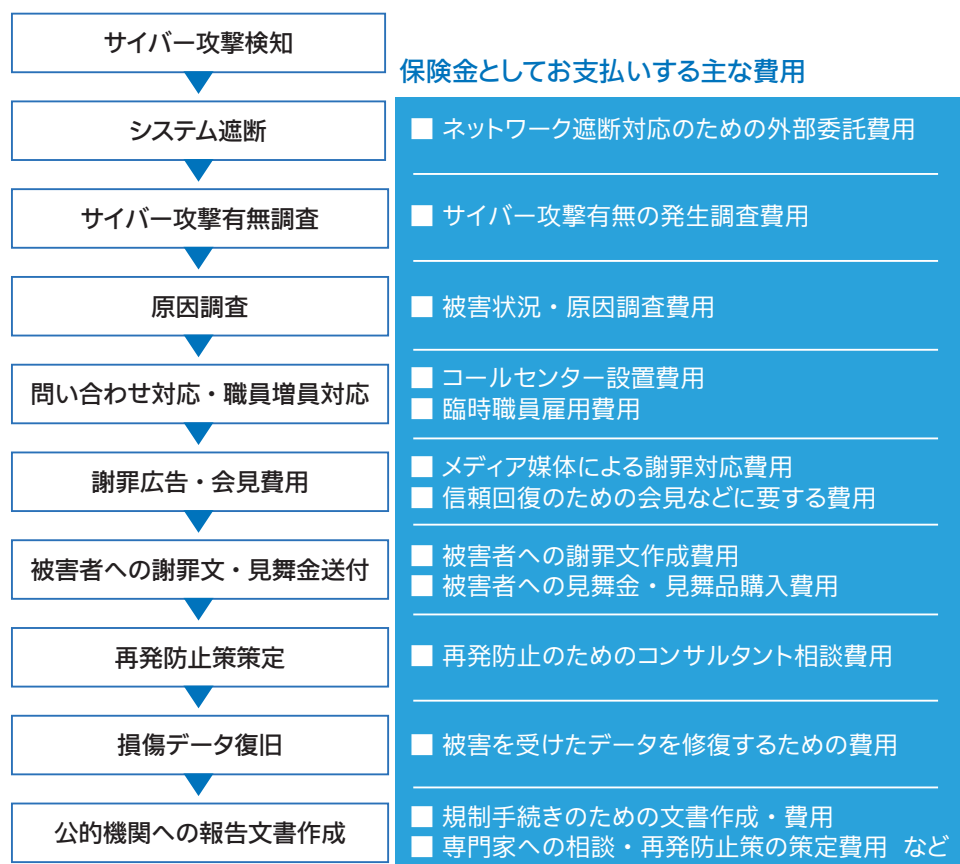 サイバー攻撃検知
保険金としてお支払いする主な費用
システム遮断
■ ネットワーク遮断対応のための外部委託費用
サイバー攻撃有無調査
■ サイバー攻撃有無の発生調査費用
原因調査
■ 被害状況・原因調査費用
問い合わせ対応・職員増員対応
■ コールセンター設置費用
■ 臨時職員雇用費用
謝罪広告・会見費用
■ メディア媒体による謝罪対応費用
■ 信頼回復のための会見などに要する費用
被害者への謝罪文・見舞金送付
■ 被害者への謝罪文作成費用
■ 被害者への見舞金・見舞品購入費用
再発防止策策定
■ 再発防止のためのコンサルタント相談費用
損傷データ復旧
■ 被害を受けたデータを修復するための費用
公的機関への報告文書作成
■ 規制手続きのための文書作成・費用
■ 専門家への相談・再発防止策の策定費用 など